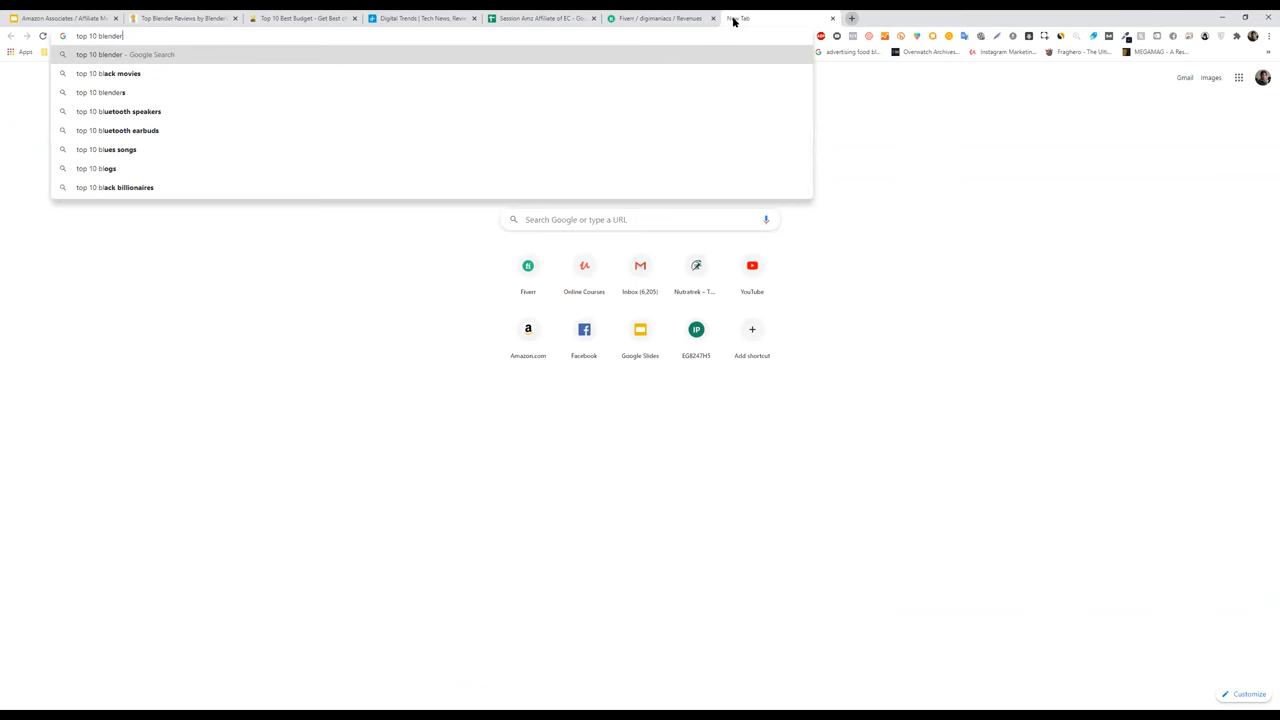 Amazon Associates / Affiliate M
Top Blender Reviews by Blender
Top 10 Best Budget - Get Best c
Digital Trends | Tech News, Revie
Session Amz Affiliate of EC - Go
Fiverr / digimaniacs / Revenues
New Tab
top 10 blender
Apps
advertising food bl...
Overwatch Archives...
Instagram Marketin...
Fraghero - The Ulti...
MEGAMAG - A Res...
top 10 blender - Google Search
top 10 black movies
top 10 blenders
top 10 bluetooth speakers
top 10 bluetooth earbuds
top 10 blues songs
top 10 blogs
top 10 black billionaires
Gmail Images
Search Google or type a URL
Fiverr
Online Courses
Inbox (6,205)
Nutratrek – T...
YouTube
Amazon.com
Facebook
Google Slides
IP
EG8247H5
Add shortcut
Customize